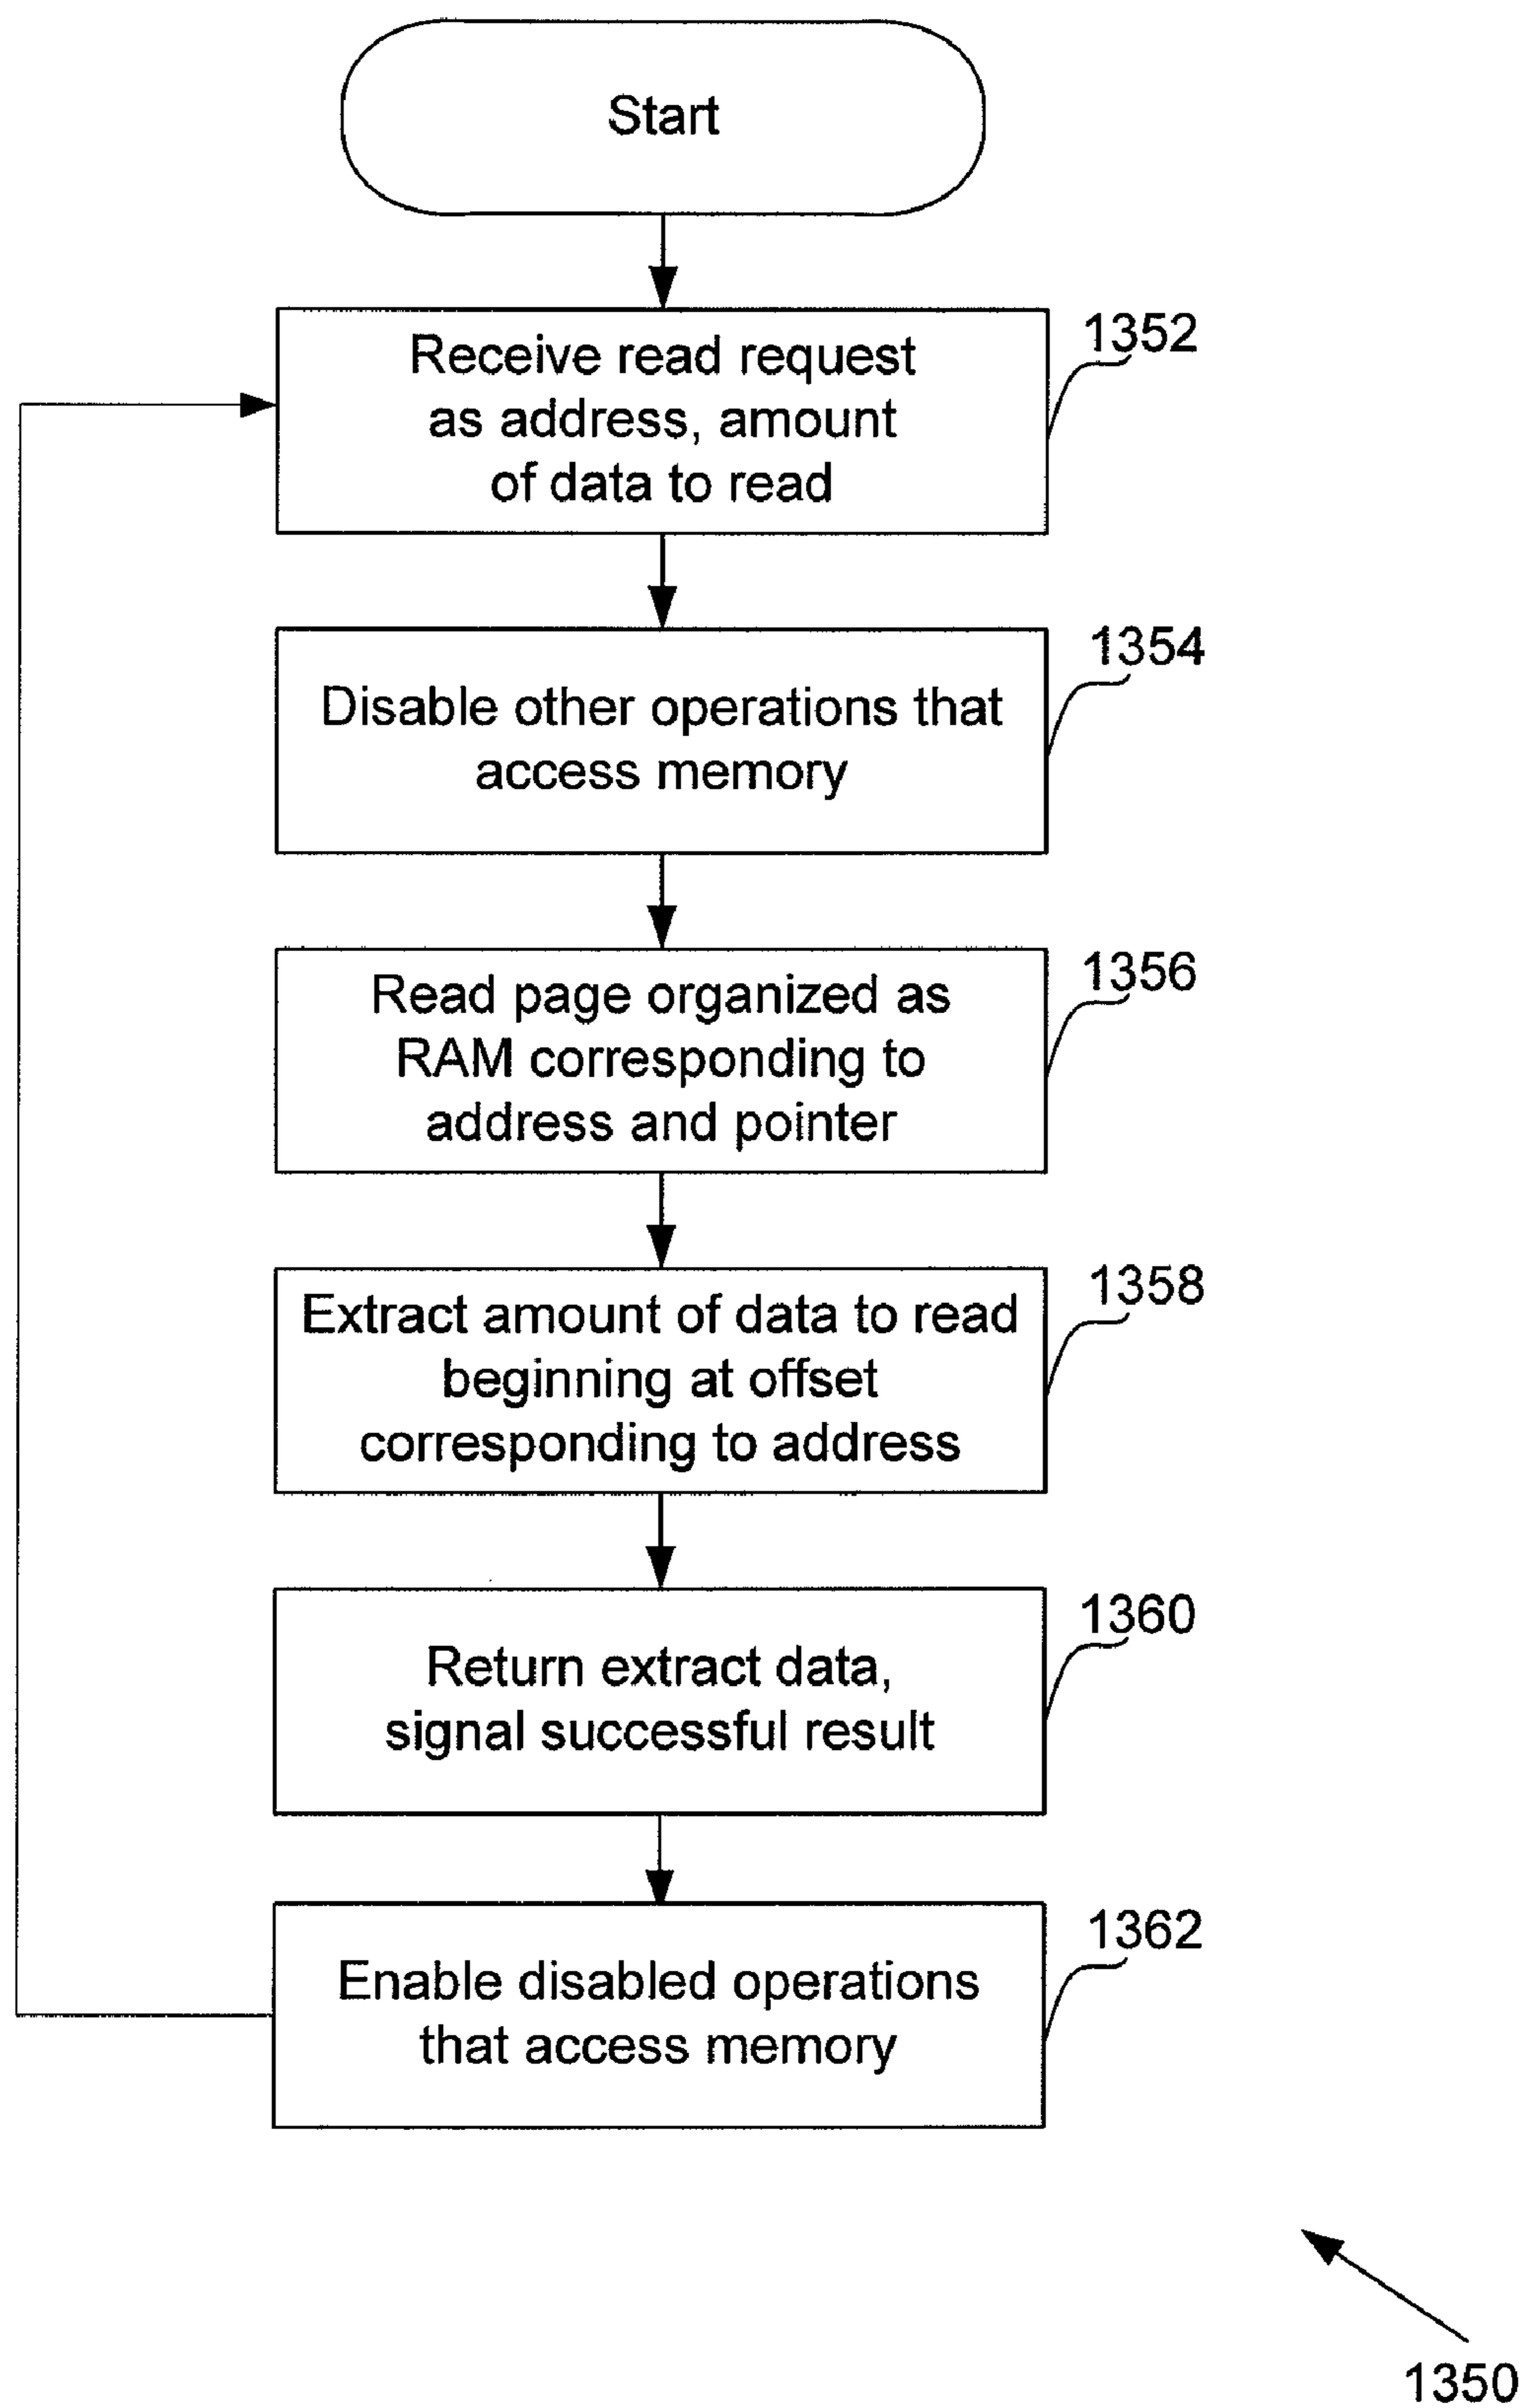 Start
Receive read request
as address, amount
of data to read
1352
Disable other operations that
access memory
1354
Read page organized as
RAM corresponding to
address and pointer
1356
Extract amount of data to read
beginning at offset
corresponding to address
1358
Return extract data,
signal successful result
1360
Enable disabled operations
that access memory
1362
1350